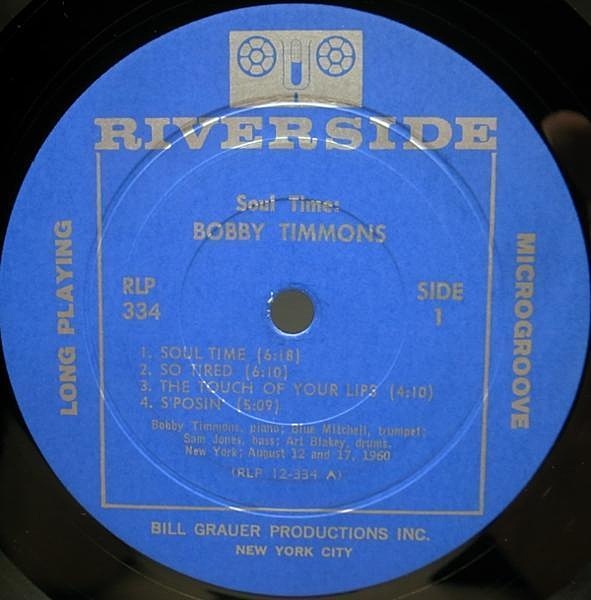 RIVERSIDE
Soul Time:
BOBBY TIMMONS
LONG PLAYING
MICROGROOVE
RLP
334
SIDE
1
1. SOUL TIME (6:18)
2. SO TIRED (6:10)
3. THE TOUCH OF YOUR LIPS (4:10)
4. S'POSIN' (5:09)
Bobby Timmons, piano; Blue Mitchell, trumpet;
Sam Jones, bass; Art Blakey, drums.
New York; August 12 and 17, 1960
(RLP 12-334 A)
BILL GRAUER PRODUCTIONS INC.
NEW YORK CITY